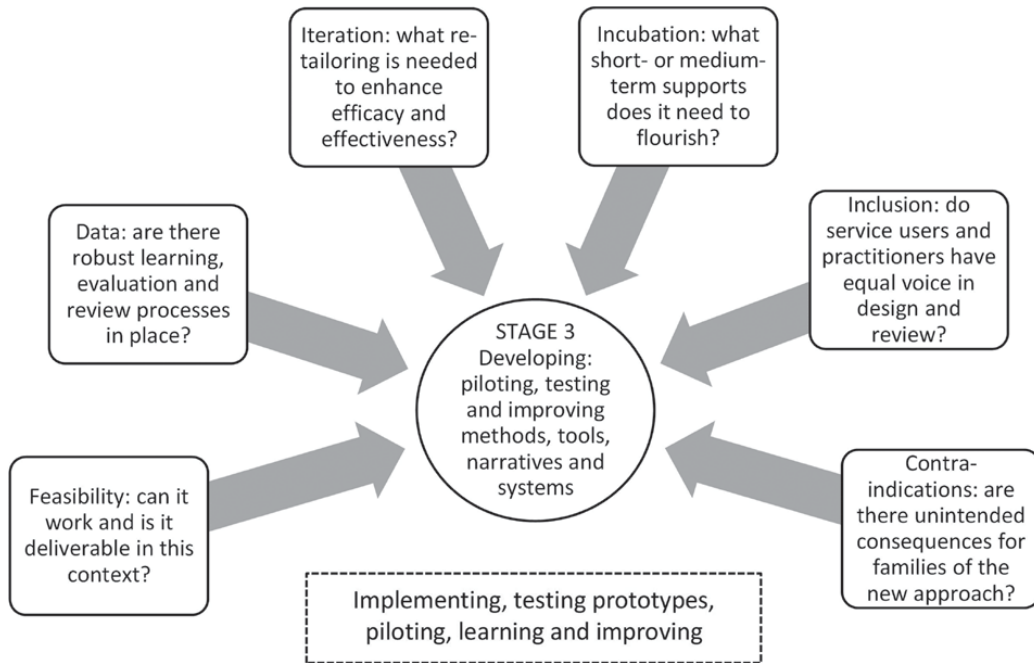 Iteration: what re-
tailoring is needed
to enhance
efficacy and
effectiveness?
Incubation: what
short- or medium-
term supports
does it need to
flourish?
Data: are there
robust learning,
evaluation and
review processes
in place?
Inclusion: do
service users and
practitioners have
equal voice in
design and
review?
STAGE 3
Developing:
piloting, testing
and improving
methods, tools,
narratives and
systems
Feasibility: can it
work and is it
deliverable in this
context?
Contra-
indications: are
there unintended
consequences for
families of the
new approach?
Implementing, testing prototypes,
piloting, learning and improving